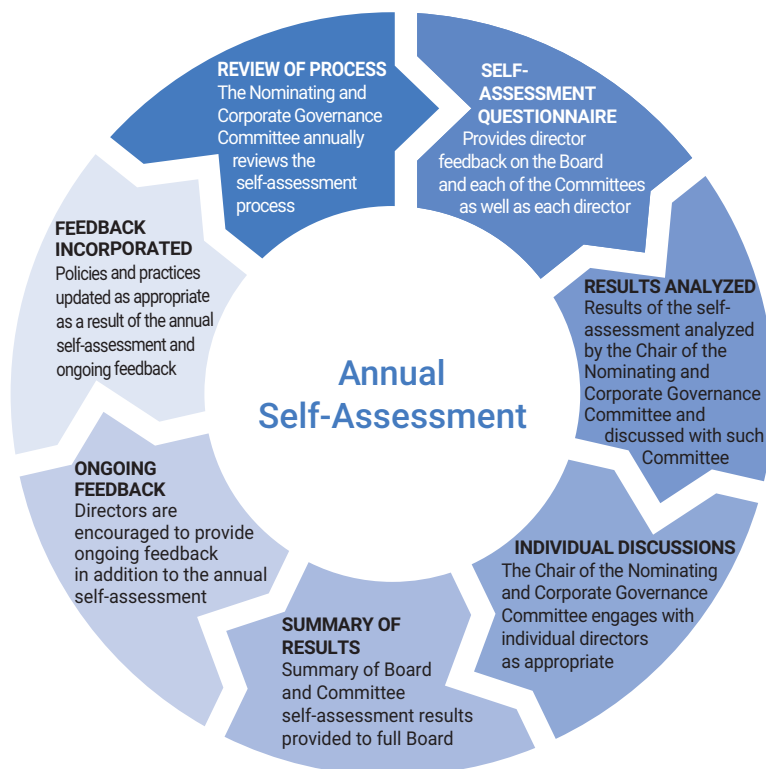 REVIEW OF PROCESS
The Nominating and
Corporate Governance
Committee annually
reviews the
self-assessment
process
SELF-
ASSESSMENT
QUESTIONNAIRE
Provides director
feedback on the Board
and each of the Committees
as well as each director
RESULTS ANALYZED
Results of the self-
assessment analyzed
by the Chair of the
Nominating and
Corporate Governance
Committee and
discussed with such
Committee
INDIVIDUAL DISCUSSIONS
The Chair of the Nominating
and Corporate Governance
Committee engages with
individual directors
as appropriate
SUMMARY OF
RESULTS
Summary of Board
and Committee
self-assessment results
provided to full Board
ONGOING
FEEDBACK
Directors are
encouraged to provide
ongoing feedback
in addition to the annual
self-assessment
FEEDBACK
INCORPORATED
Policies and practices
updated as appropriate
as a result of the annual
self-assessment and
ongoing feedback
Annual
Self-Assessment